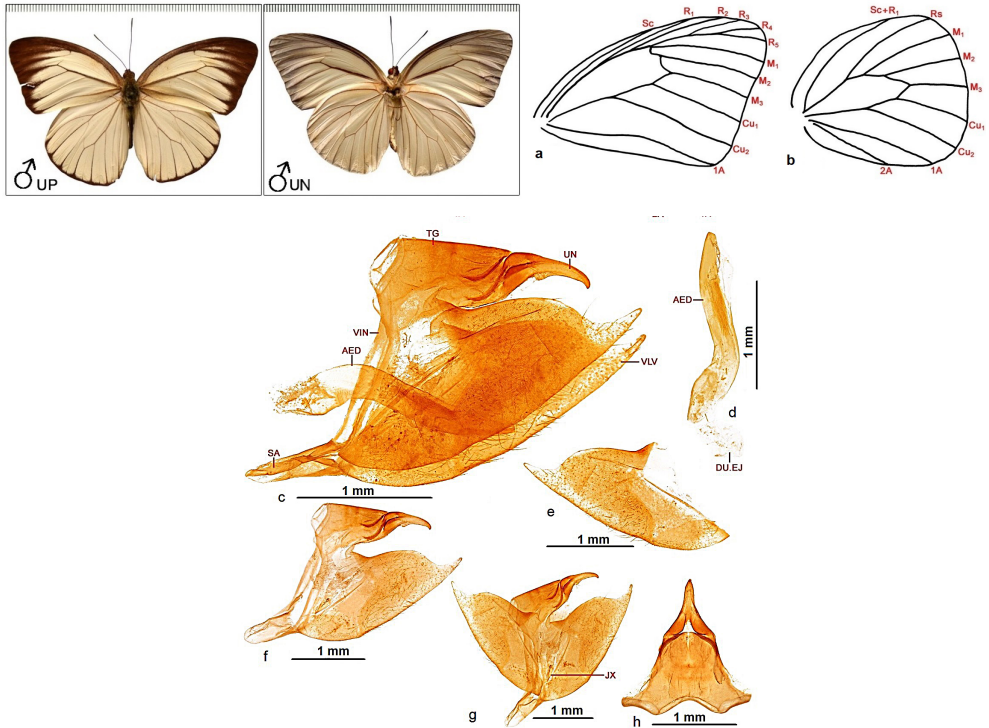 ♂ UP
♂ UN
Sc
R1
R2
R3
R4
R5
M1
M2
M3
Cu1
Cu2
1A
a
Sc+R1
Rs
M1
M2
M3
Cu1
Cu2
1A
2A
b
TG
UN
VIN
AED
VLV
SA
c
1 mm
AED
1 mm
d
DU.EJ
e
1 mm
f
1 mm
JX
g
1 mm
h
1 mm